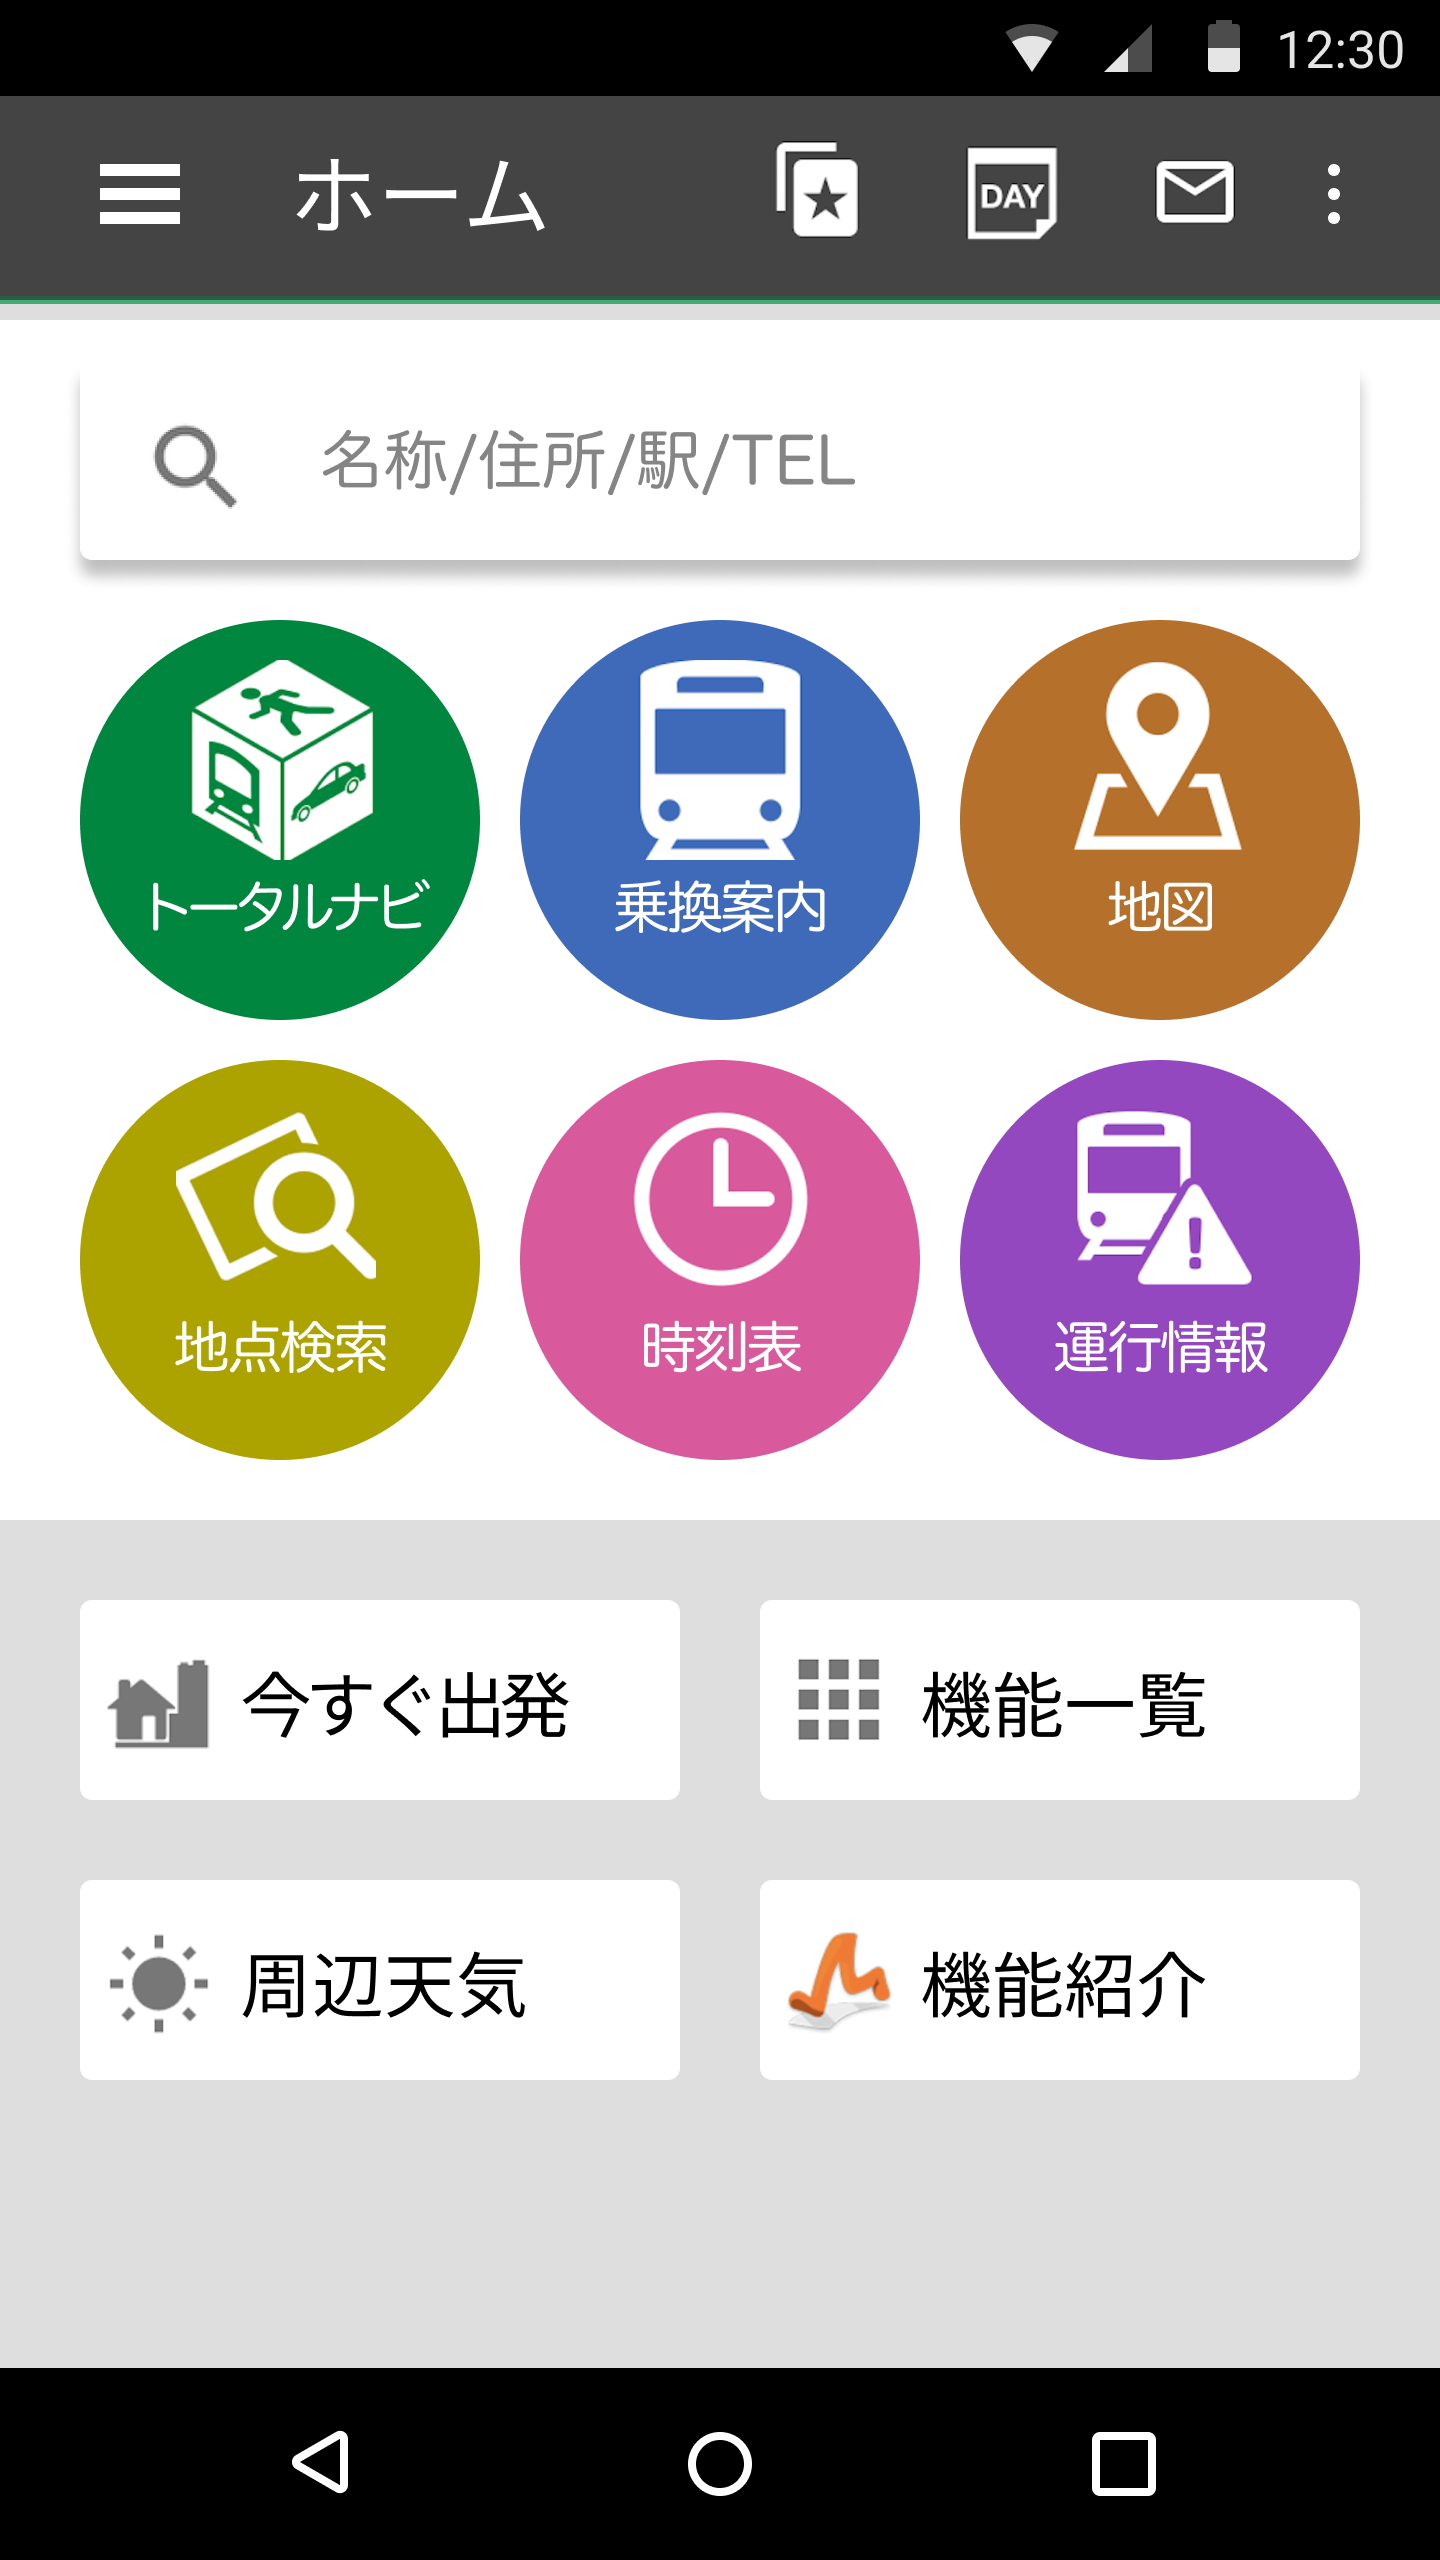 12:30
ホーム
DAY
名称/住所/駅/TEL
トータルナビ
乗換案内
地図
地点検索
時刻表
運行情報
今すぐ出発
機能一覧
周辺天気
機能紹介